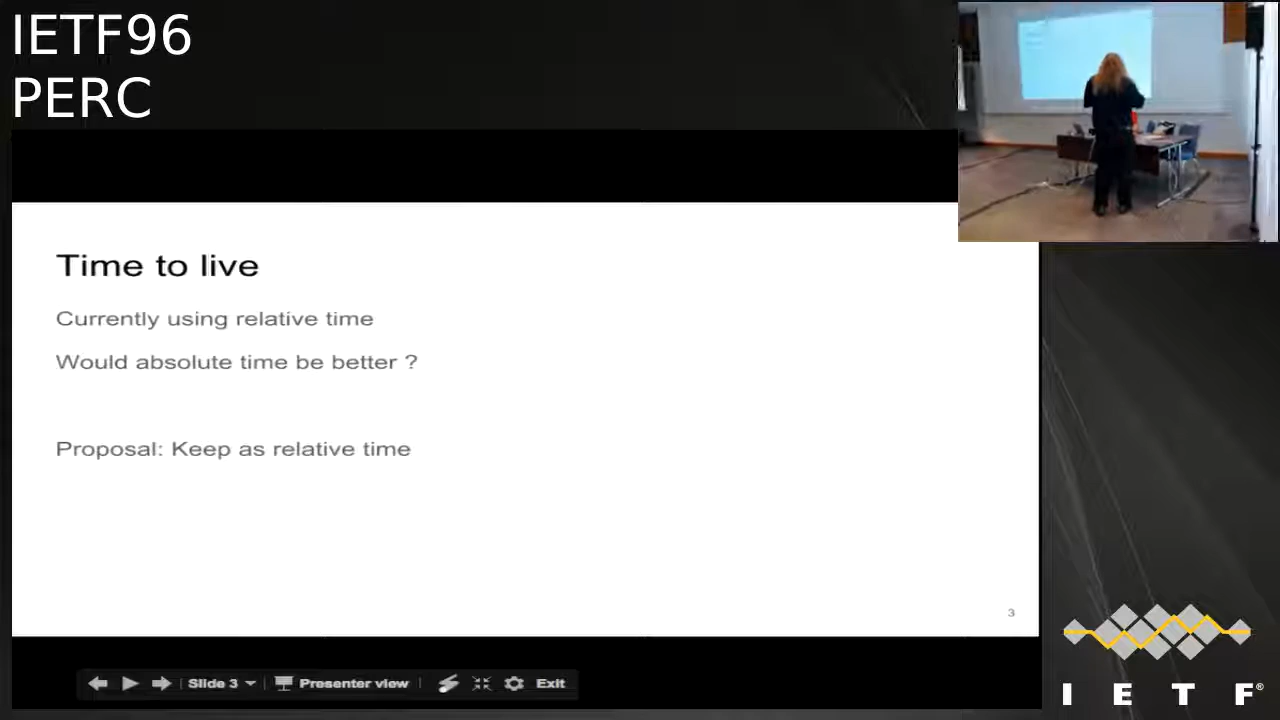 IETF96
PERC
Time to live
Currently using relative time
Would absolute time be better ?
Proposal: Keep as relative time
3
Slide 3
Presenter view
Exit
I E T F®